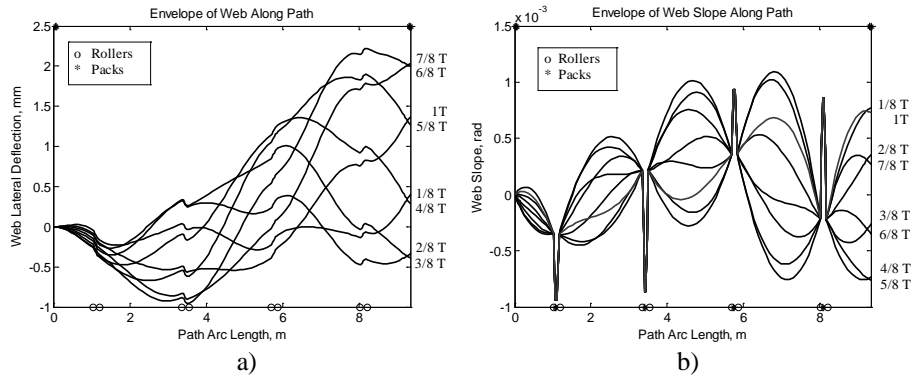 Envelope of Web Along Path
2.5
2
1.5
1
0.5
0
-0.5
-1
Web Lateral Deflection, mm
o Rollers
* Packs
7/8 T
6/8 T
1T
5/8 T
1/8 T
4/8 T
2/8 T
3/8 T
0
2
4
6
8
Path Arc Length, m
a)
x 10-3
Envelope of Web Slope Along Path
1.5
1
0.5
0
-0.5
-1
Web Slope, rad
o Rollers
* Packs
1/8 T
1T
2/8 T
7/8 T
3/8 T
6/8 T
4/8 T
5/8 T
0
2
4
6
8
Path Arc Length, m
b)